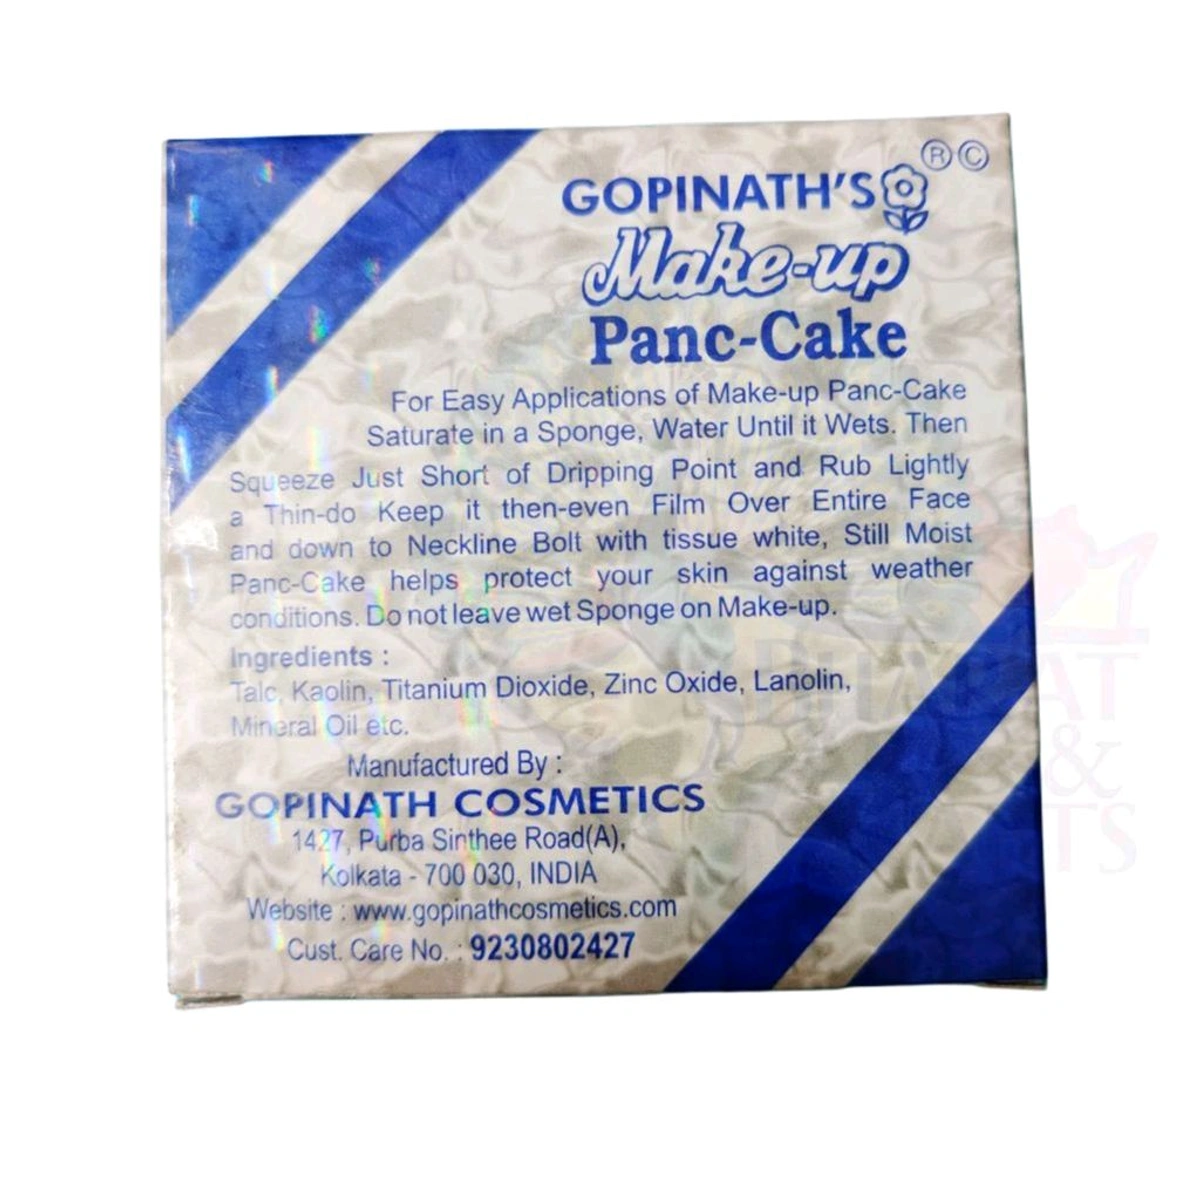 ® ©
GOPINATH'S
Make-up
Panc-Cake
For Easy Applications of Make-up Panc-Cake
Saturate in a Sponge, Water Until it Wets. Then
Squeeze Just Short of Dripping Point and Rub Lightly
a Thin-do Keep it then-even Film Over Entire Face
and down to Neckline Bolt with tissue white, Still Moist
Panc-Cake helps protect your skin against weather
conditions. Do not leave wet Sponge on Make-up.
Ingredients :
Talc, Kaolin, Titanium Dioxide, Zinc Oxide, Lanolin,
Mineral Oil etc.
Manufactured By :
GOPINATH COSMETICS
1427, Purba Sinthee Road(A),
Kolkata - 700 030, INDIA
Website : www.gopinathcosmetics.com
Cust. Care No. : 9230802427
BHARAT
&